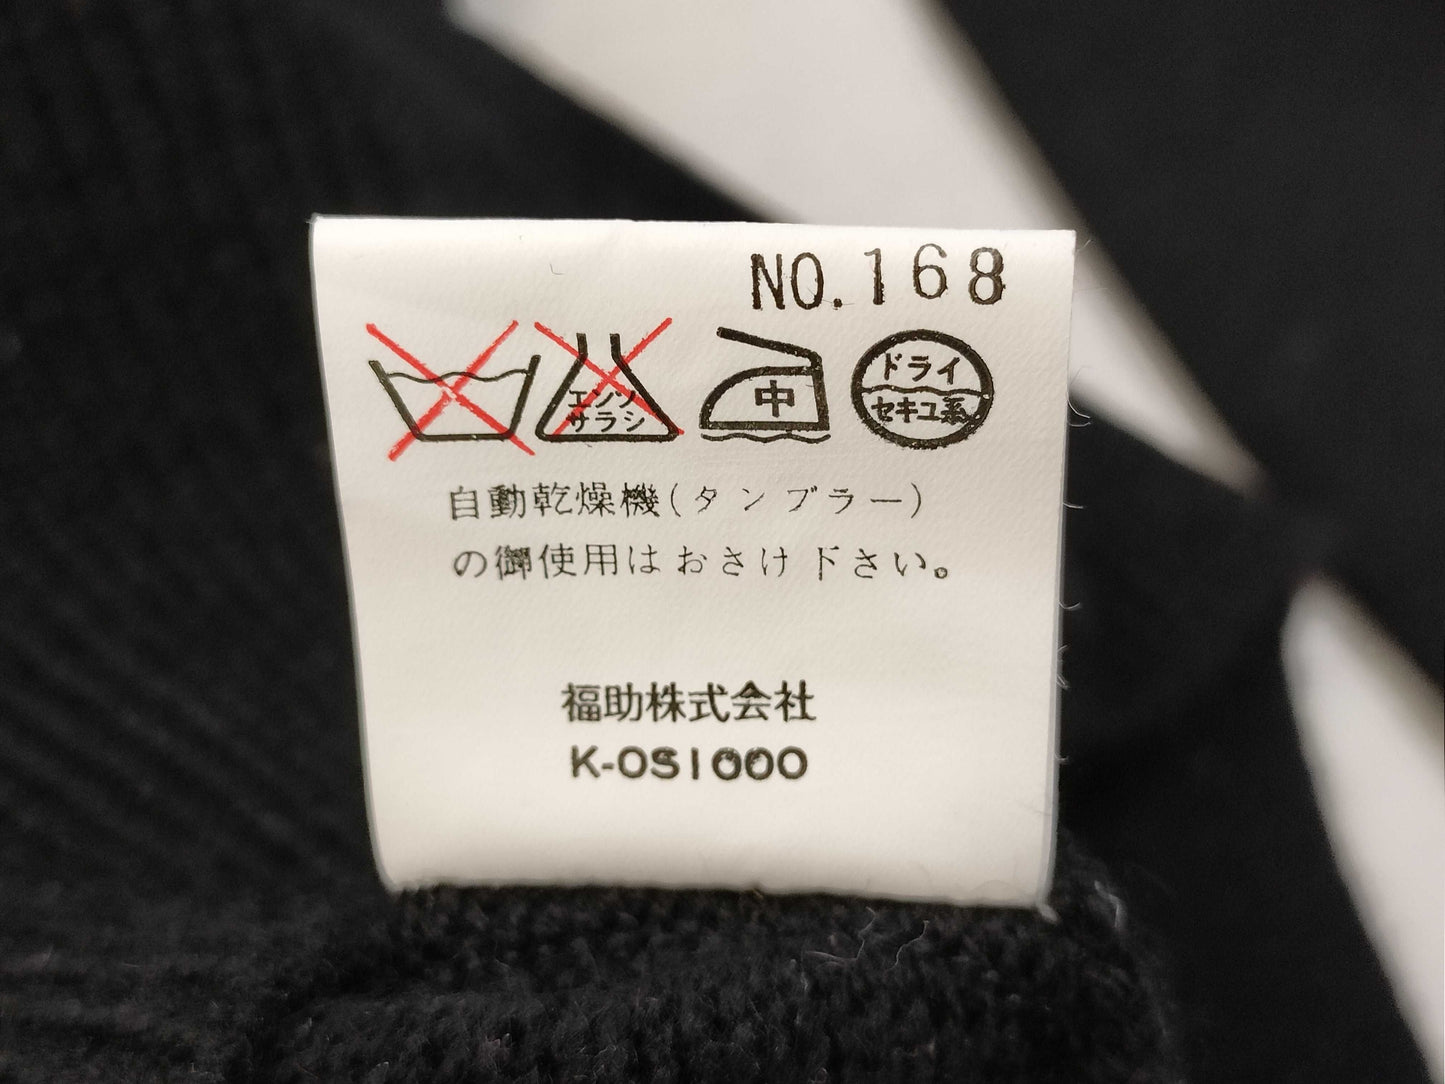 NO.168
エンソ
サラシ
中
ドライ
セキユ系
自動乾燥機(タンブラー)
の御使用はおさけ下さい。
福助株式会社
K-OS1000